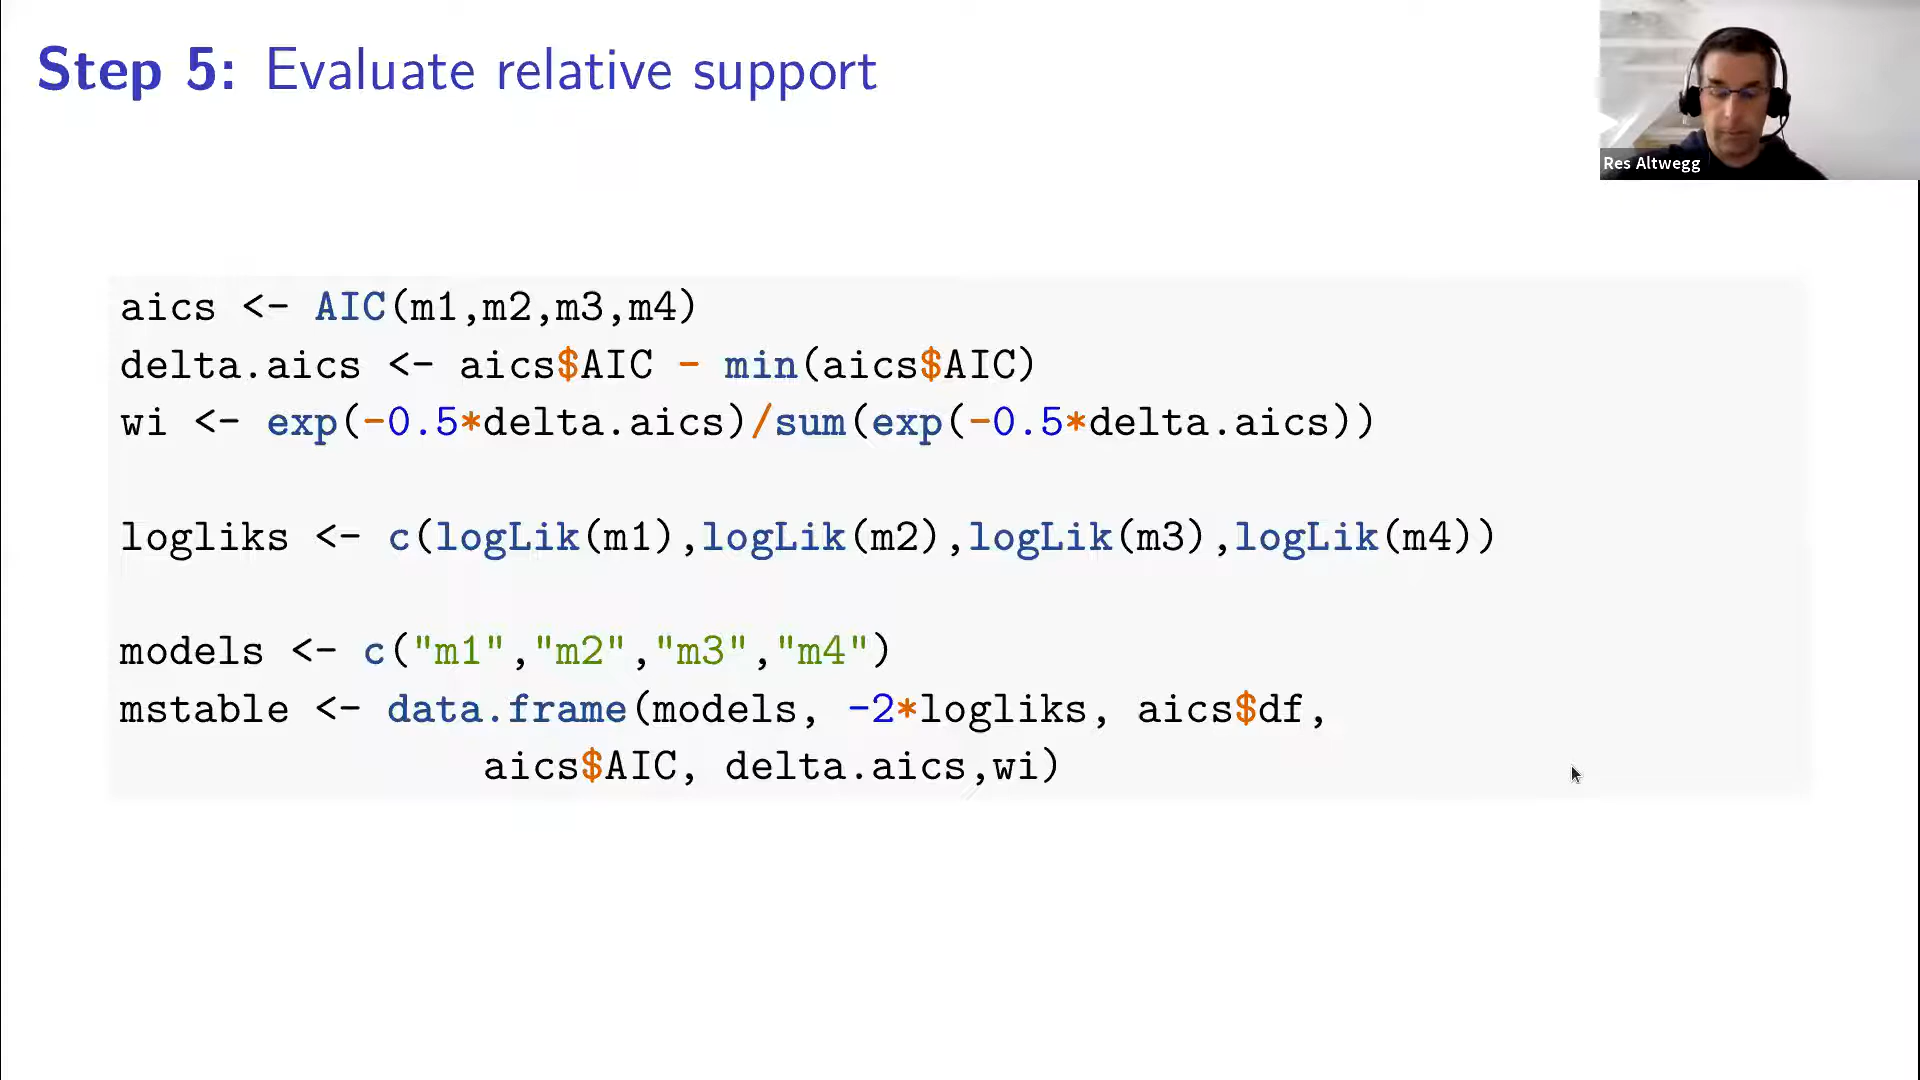 Step 5: Evaluate relative support
Res Altwegg
aics <- AIC(m1,m2,m3,m4)
delta.aics <- aics$AIC - min(aics$AIC)
wi <- exp(-0.5*delta.aics)/sum(exp(-0.5*delta.aics))
logliks <- c(logLik(m1),logLik(m2),logLik(m3),logLik(m4))
models <- c("m1","m2","m3","m4")
mstable <- data.frame(models, -2*logliks, aics$df,
aics$AIC, delta.aics,wi)